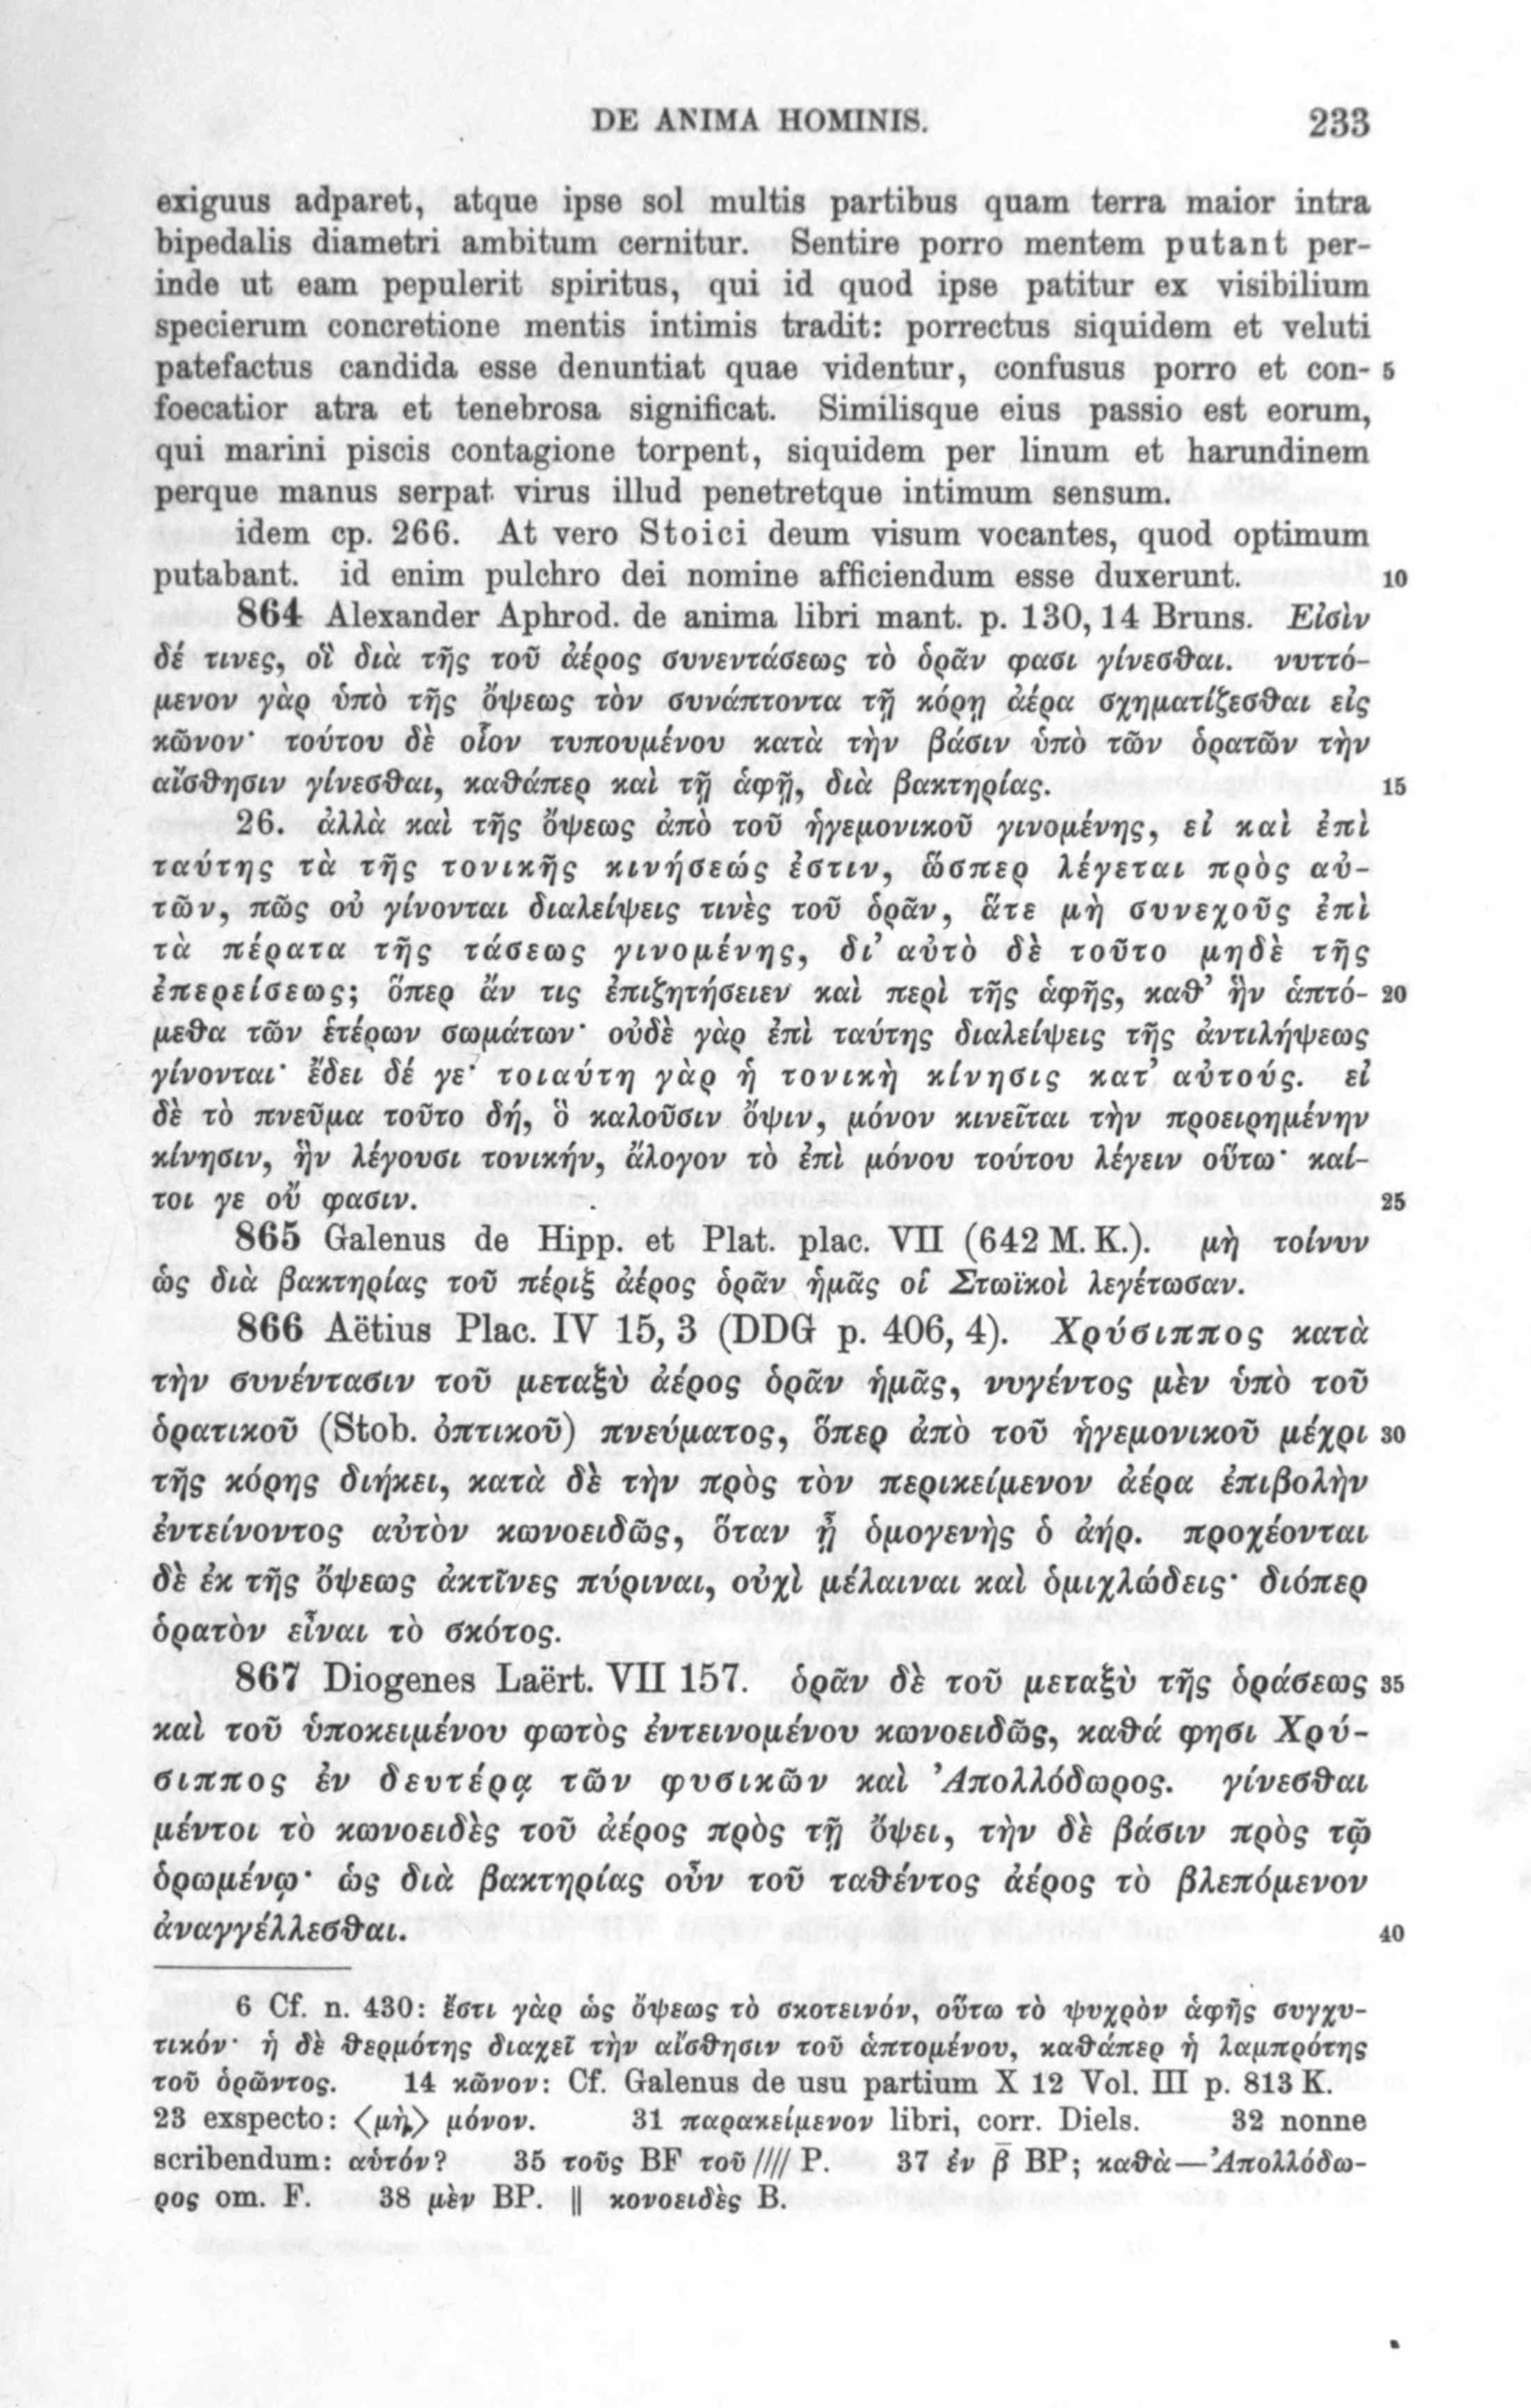 DE ANIMA HOMINIS. 233
exiguus adparet, atque ipse sol multis partibus quam terra maior intra
bipedalis diametri ambitum cernitur. Sentire porro mentem putant per-
inde ut eam pepulerit spiritus, qui id quod ipse patitur ex visibilium
specierum concretione mentis intimis tradit: porrectus siquidem et veluti
patefactus candida esse denuntiat quae videntur, confusus porro et con- 5
foecatior atra et tenebrosa significat. Similisque eius passio est eorum,
qui marini piscis contagione torpent, siquidem per linum et harundinem
perque manus serpat virus illud penetretque intimum sensum.
idem cp. 266. At vero Stoici deum visum vocantes, quod optimum
putabant. id enim pulchro dei nomine afficiendum esse duxerunt. 10
864 Alexander Aphrod. de anima libri mant. p. 130, 14 Bruns. Εἰσὶν
δέ τινες, οἳ διὰ τῆς τοῦ ἀέρος συνεντάσεως τὸ ὁρᾶν φασι γίνεσθαι. νυττό-
μενον γὰρ ὑπὸ τῆς ὄψεως τὸν συνάπτοντα τῇ κόρῃ ἀέρα σχηματίζεσθαι εἰς
κῶνον· τούτου δὲ οἷον τυπουμένου κατὰ τὴν βάσιν ὑπὸ τῶν ὁρατῶν τὴν
αἴσθησιν γίνεσθαι, καθάπερ καὶ τῇ ἁφῇ, διὰ βακτηρίας. 15
26. ἀλλὰ καὶ τῆς ὄψεως ἀπὸ τοῦ ἡγεμονικοῦ γινομένης, εἰ καὶ ἐπὶ
ταύτης τὰ τῆς τονικῆς κινήσεώς ἐστιν, ὥσπερ λέγεται πρὸς αὐ-
τῶν, πῶς οὐ γίνονται διαλείψεις τινὲς τοῦ ὁρᾶν, ἅτε μὴ συνεχοῦς ἐπὶ
τὰ πέρατα τῆς τάσεως γινομένης, δι’ αὐτὸ δὲ τοῦτο μηδὲ τῆς
ἐπερείσεως; ὅπερ ἄν τις ἐπιζητήσειεν καὶ περὶ τῆς ἁφῆς, καθ’ ἣν ἁπτό- 20
μεθα τῶν ἑτέρων σωμάτων· οὐδὲ γὰρ ἐπὶ ταύτης διαλείψεις τῆς ἀντιλήψεως
γίνονται· ἔδει δέ γε· τοιαύτη γὰρ ἡ τονικὴ κίνησις κατ’ αὐτούς. εἰ
δὲ τὸ πνεῦμα τοῦτο δή, ὃ καλοῦσιν ὄψιν, μόνον κινεῖται τὴν προειρημένην
κίνησιν, ἣν λέγουσι τονικήν, ἄλογον τὸ ἐπὶ μόνου τούτου λέγειν οὕτω· καί-
τοι γε οὔ φασιν. 25
865 Galenus de Hipp. et Plat. plac. VII (642 M. K.). μὴ τοίνυν
ὡς διὰ βακτηρίας τοῦ πέριξ ἀέρος ὁρᾶν ἡμᾶς οἱ Στωϊκοὶ λεγέτωσαν.
866 Aëtius Plac. IV 15, 3 (DDG p. 406, 4). Χρύσιππος κατὰ
τὴν συνέντασιν τοῦ μεταξὺ ἀέρος ὁρᾶν ἡμᾶς, νυγέντος μὲν ὑπὸ τοῦ
ὁρατικοῦ (Stob. ὀπτικοῦ) πνεύματος, ὅπερ ἀπὸ τοῦ ἡγεμονικοῦ μέχρι 30
τῆς κόρης διήκει, κατὰ δὲ τὴν πρὸς τὸν περικείμενον ἀέρα ἐπιβολὴν
ἐντείνοντος αὐτὸν κωνοειδῶς, ὅταν ᾖ ὁμογενὴς ὁ ἀήρ. προχέονται
δὲ ἐκ τῆς ὄψεως ἀκτῖνες πύριναι, οὐχὶ μέλαιναι καὶ ὁμιχλώδεις· διόπερ
ὁρατὸν εἶναι τὸ σκότος.
867 Diogenes Laërt. VII 157. ὁρᾶν δὲ τοῦ μεταξὺ τῆς ὁράσεως 35
καὶ τοῦ ὑποκειμένου φωτὸς ἐντεινομένου κωνοειδῶς, καθά φησι Χρύ-
σιππος ἐν δευτέρᾳ τῶν φυσικῶν καὶ Ἀπολλόδωρος. γίνεσθαι
μέντοι τὸ κωνοειδὲς τοῦ ἀέρος πρὸς τῇ ὄψει, τὴν δὲ βάσιν πρὸς τῷ
ὁρωμένῳ· ὡς διὰ βακτηρίας οὖν τοῦ ταθέντος ἀέρος τὸ βλεπόμενον
ἀναγγέλλεσθαι. 40
6 Cf. n. 430: ἔστι γὰρ ὡς ὄψεως τὸ σκοτεινόν, οὕτω τὸ ψυχρὸν ἁφῆς συγχυ-
τικόν· ἡ δὲ θερμότης διαχεῖ τὴν αἴσθησιν τοῦ ἁπτομένου, καθάπερ ἡ λαμπρότης
τοῦ ὁρῶντος. 14 κῶνον: Cf. Galenus de usu partium X 12 Vol. III p. 813 K.
23 exspecto: ⟨μὴ⟩ μόνον. 31 παρακείμενον libri, corr. Diels. 32 nonne
scribendum: αὑτόν? 35 τοῦς BF τοῦ //// P. 37 ἐν β̄ BP; καθὰ—Ἀπολλόδω-
ρος om. F. 38 μὲν BP. ‖ κονοειδὲς B.